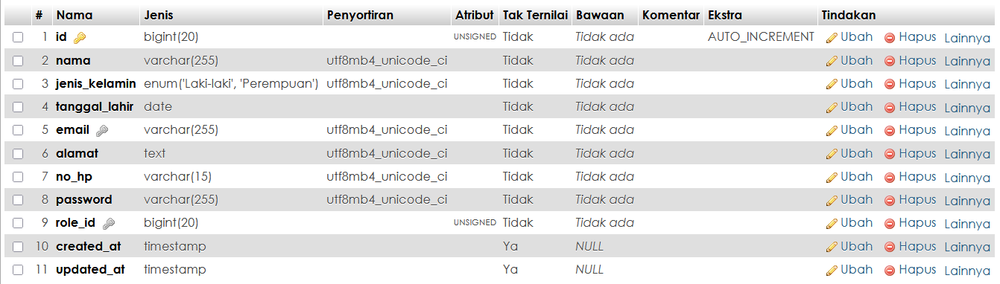 # Nama Jenis Penyortiran Atribut Tak Ternilai Bawaan Komentar Ekstra Tindakan
1 id bigint(20) UNSIGNED Tidak Tidak ada AUTO_INCREMENT Ubah Hapus Lainnya
2 nama varchar(255) utf8mb4_unicode_ci Tidak Tidak ada Ubah Hapus Lainnya
3 jenis_kelamin enum('Laki-laki', 'Perempuan') utf8mb4_unicode_ci Tidak Tidak ada Ubah Hapus Lainnya
4 tanggal_lahir date Tidak Tidak ada Ubah Hapus Lainnya
5 email varchar(255) utf8mb4_unicode_ci Tidak Tidak ada Ubah Hapus Lainnya
6 alamat text utf8mb4_unicode_ci Tidak Tidak ada Ubah Hapus Lainnya
7 no_hp varchar(15) utf8mb4_unicode_ci Tidak Tidak ada Ubah Hapus Lainnya
8 password varchar(255) utf8mb4_unicode_ci Tidak Tidak ada Ubah Hapus Lainnya
9 role_id bigint(20) UNSIGNED Tidak Tidak ada Ubah Hapus Lainnya
10 created_at timestamp Ya NULL Ubah Hapus Lainnya
11 updated_at timestamp Ya NULL Ubah Hapus Lainnya